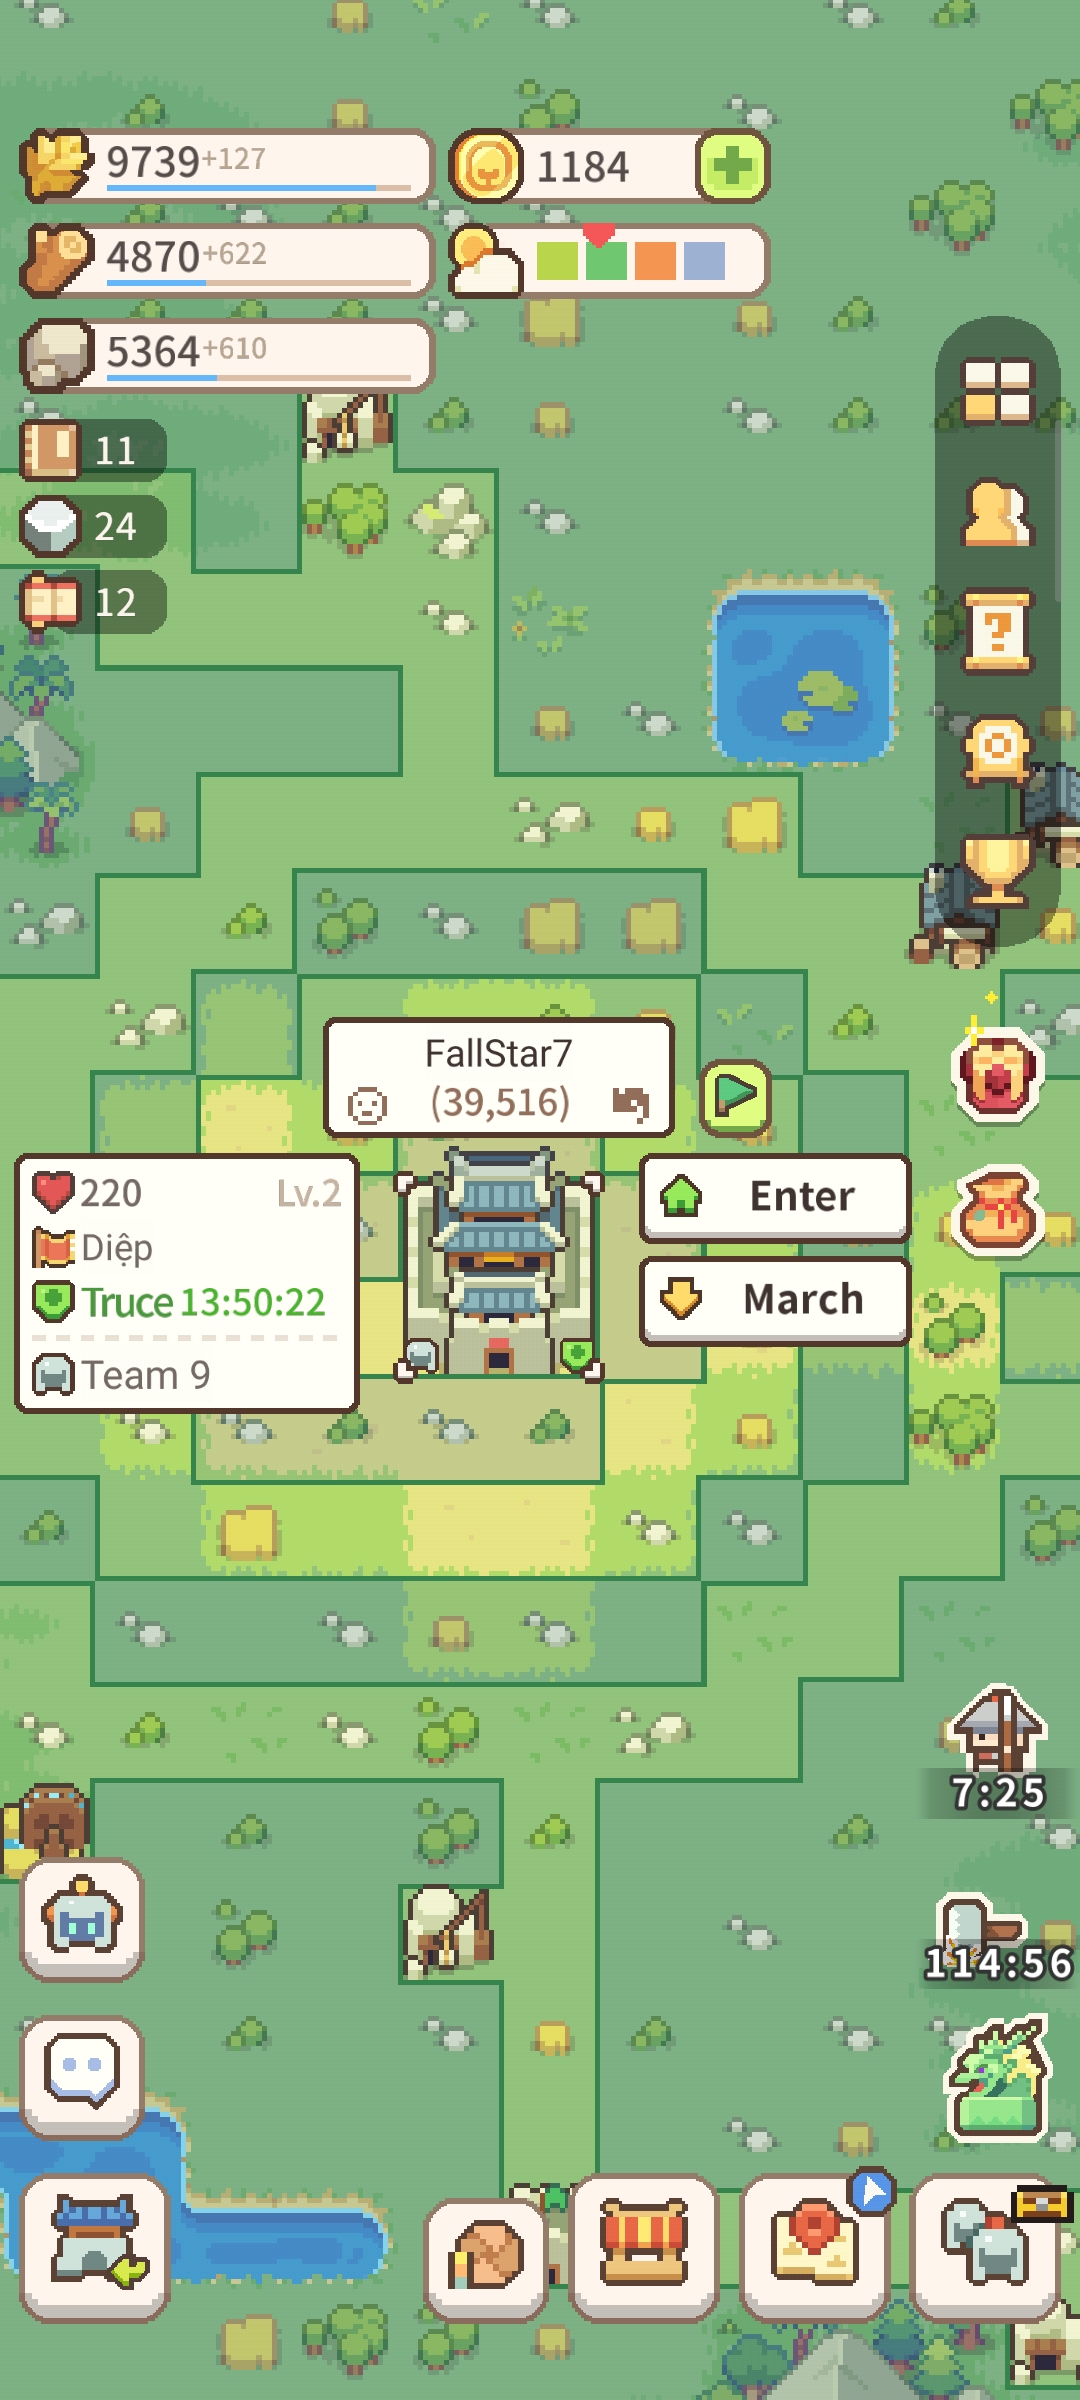 9739+127
1184
4870+622
5364+610
11
24
12
FallStar7
(39,516)
220 Lv.2
Diệp
Truce 13:50:22
Team 9
Enter
March
7:25
114:56